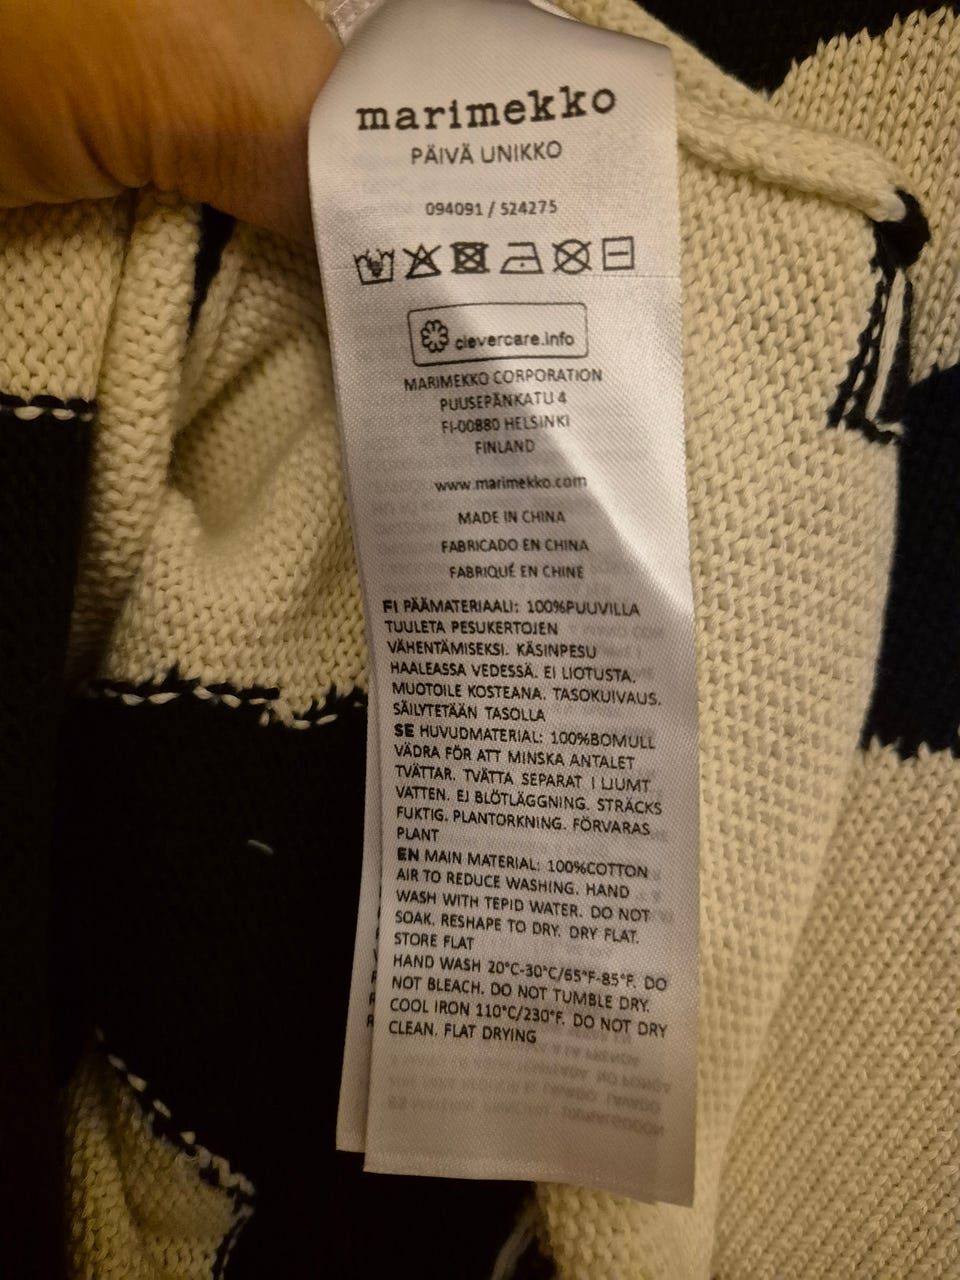 marimekko
PÄIVÄ UNIKKO
094091 / 524275
clevercare.info
MARIMEKKO CORPORATION
PUUSEPÄNKATU 4
FI-00880 HELSINKI
FINLAND
www.marimekko.com
MADE IN CHINA
FABRICADO EN CHINA
FABRIQUÉ EN CHINE
FI PÄÄMATERIAALI: 100%PUUVILLA
TUULETA PESUKERTOJEN
VÄHENTÄMISEKSI. KÄSINPESU
HAALEASSA VEDESSÄ. EI LIOTUSTA.
MUOTOILE KOSTEANA. TASOKUIVAUS.
SÄILYTETÄÄN TASOLLA
SE HUVUDMATERIAL: 100%BOMULL
VÄDRA FÖR ATT MINSKA ANTALET
TVÄTTAR. TVÄTTA SEPARAT I LJUMT
VATTEN. EJ BLÖTLÄGGNING. STRÄCKS
FUKTIG. PLANTORKNING. FÖRVARAS
PLANT
EN MAIN MATERIAL: 100%COTTON
AIR TO REDUCE WASHING. HAND
WASH WITH TEPID WATER. DO NOT
SOAK. RESHAPE TO DRY. DRY FLAT.
STORE FLAT
HAND WASH 20°C-30°C/65°F-85°F. DO
NOT BLEACH. DO NOT TUMBLE DRY.
COOL IRON 110°C/230°F. DO NOT DRY
CLEAN. FLAT DRYING